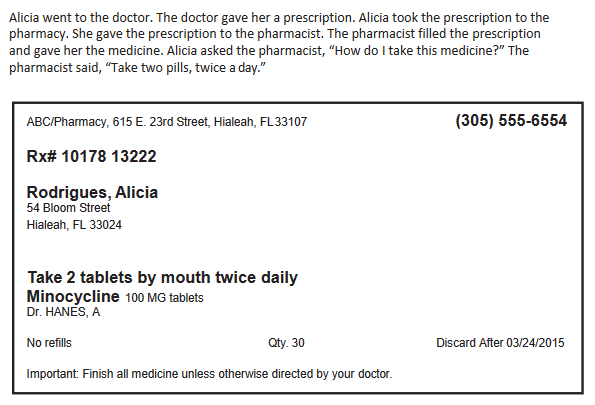 Alicia went to the doctor. The doctor gave her a prescription. Alicia took the prescription to the
pharmacy. She gave the prescription to the pharmacist. The pharmacist filled the prescription
and gave her the medicine. Alicia asked the pharmacist, “How do I take this medicine?” The
pharmacist said, “Take two pills, twice a day.”
ABC/Pharmacy, 615 E. 23rd Street, Hialeah, FL33107 (305) 555-6554
Rx# 10178 13222
Rodrigues, Alicia
54 Bloom Street
Hialeah, FL 33024
Take 2 tablets by mouth twice daily
Minocycline 100 MG tablets
Dr. HANES, A
No refills Qty. 30 Discard After 03/24/2015
Important: Finish all medicine unless otherwise directed by your doctor.